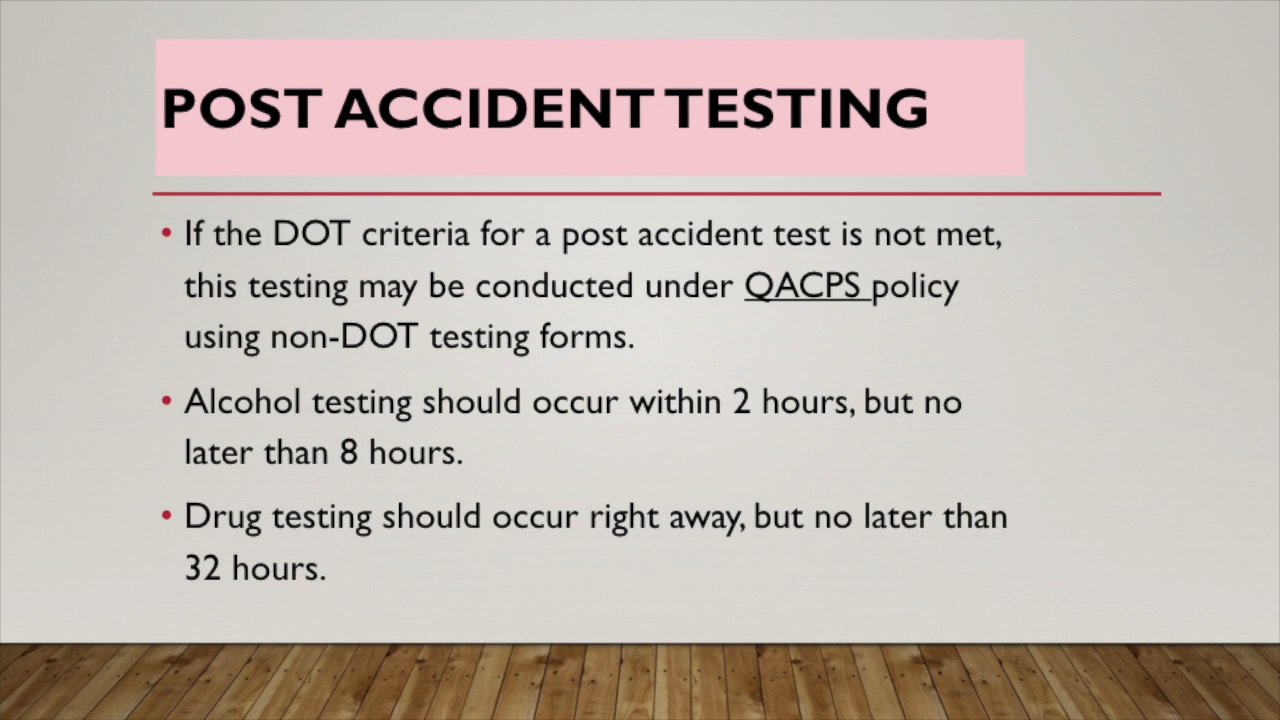 POST ACCIDENT TESTING
• If the DOT criteria for a post accident test is not met,
this testing may be conducted under QACPS policy
using non-DOT testing forms.
• Alcohol testing should occur within 2 hours, but no
later than 8 hours.
• Drug testing should occur right away, but no later than
32 hours.